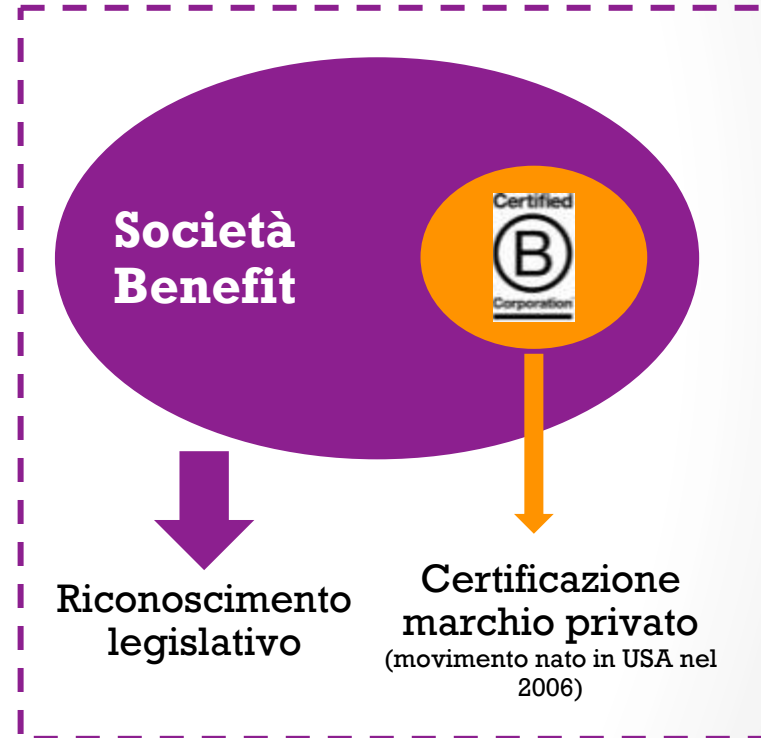 Società
Benefit
Certified
B
Corporation
Riconoscimento
legislativo
Certificazione
marchio privato
(movimento nato in USA nel
2006)